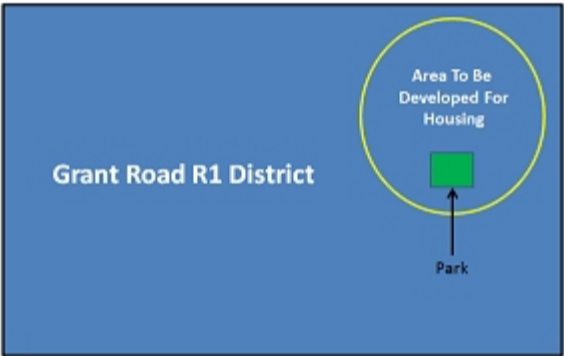 Area To Be
Developed For
Housing
Grant Road R1 District
Park